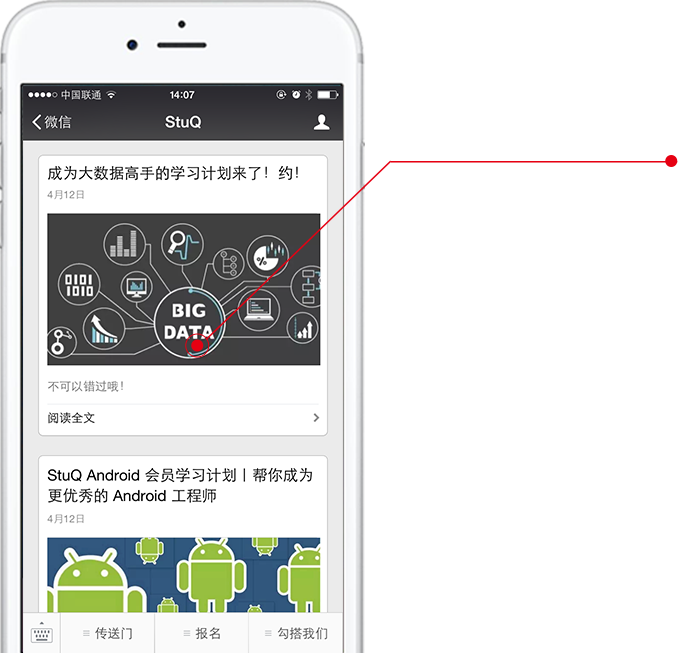 中国联通
14:07
微信
StuQ
成为大数据高手的学习计划来了！约！
4月12日
0101
1010
%
BIG
DATA
不可以错过哦！
阅读全文
StuQ Android 会员学习计划丨帮你成为
更优秀的 Android 工程师
4月12日
传送门
报名
勾搭我们